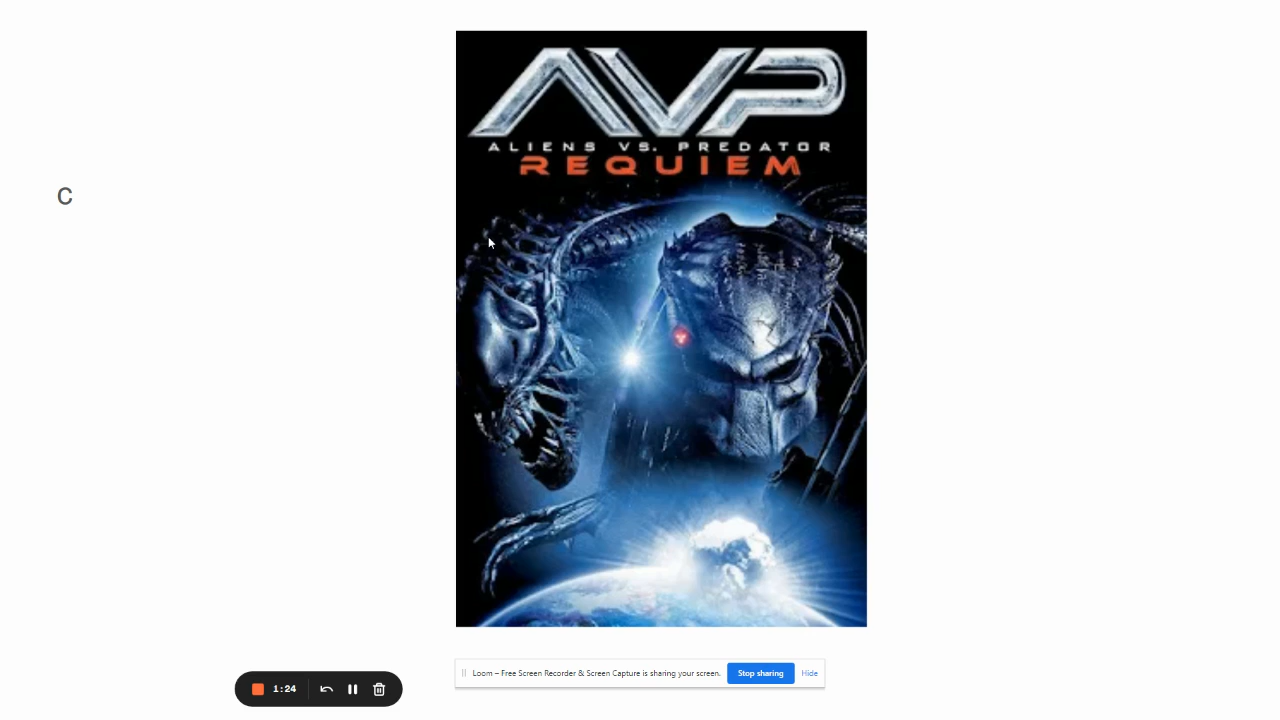 AVP
ALIENS VS. PREDATOR
REQUIEM
C
1:24
Loom – Free Screen Recorder & Screen Capture is sharing your screen.
Stop sharing
Hide